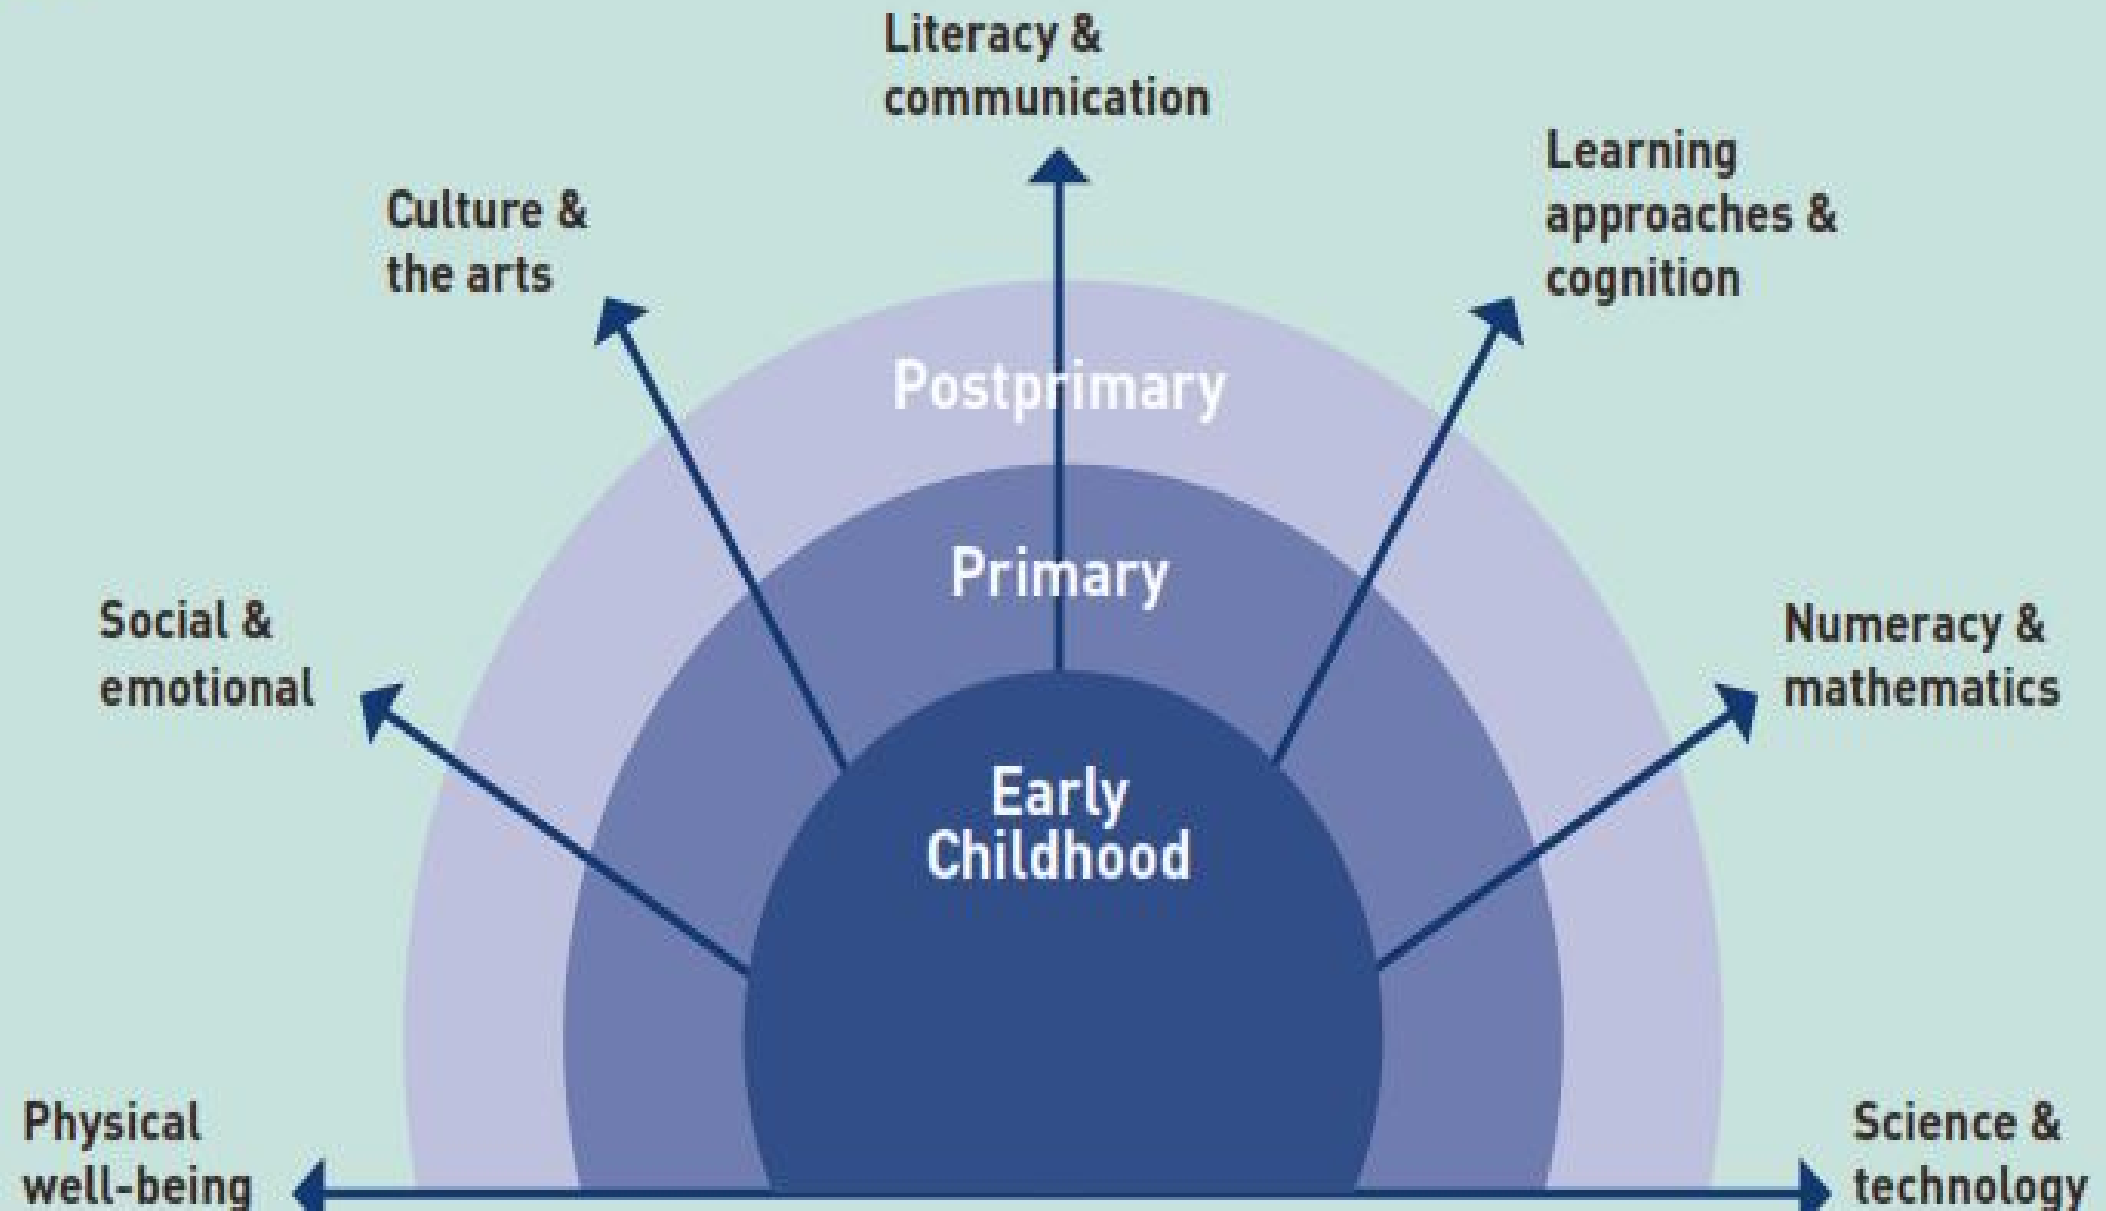 Literacy &
communication
Learning
approaches &
cognition
Culture &
the arts
Postprimary
Primary
Social &
emotional
Numeracy &
mathematics
Early
Childhood
Physical
well-being
Science &
technology